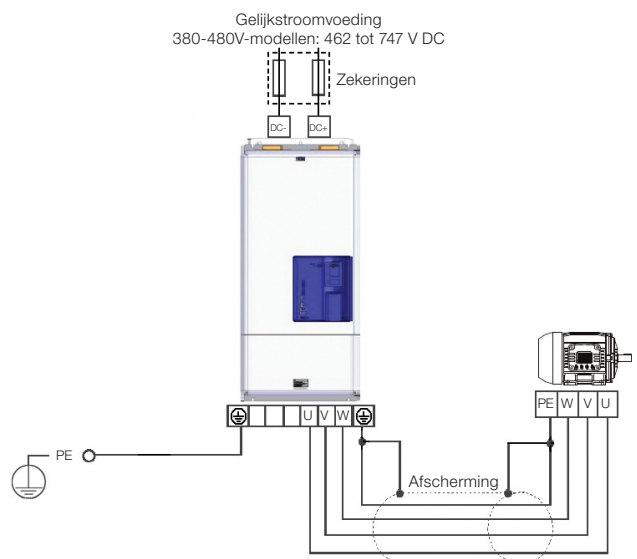 Gelijkstroomvoeding
380-480V-modellen: 462 tot 747 V DC
Zekeringen
DC- DC+
U V W
PE W V U
PE
Afscherming